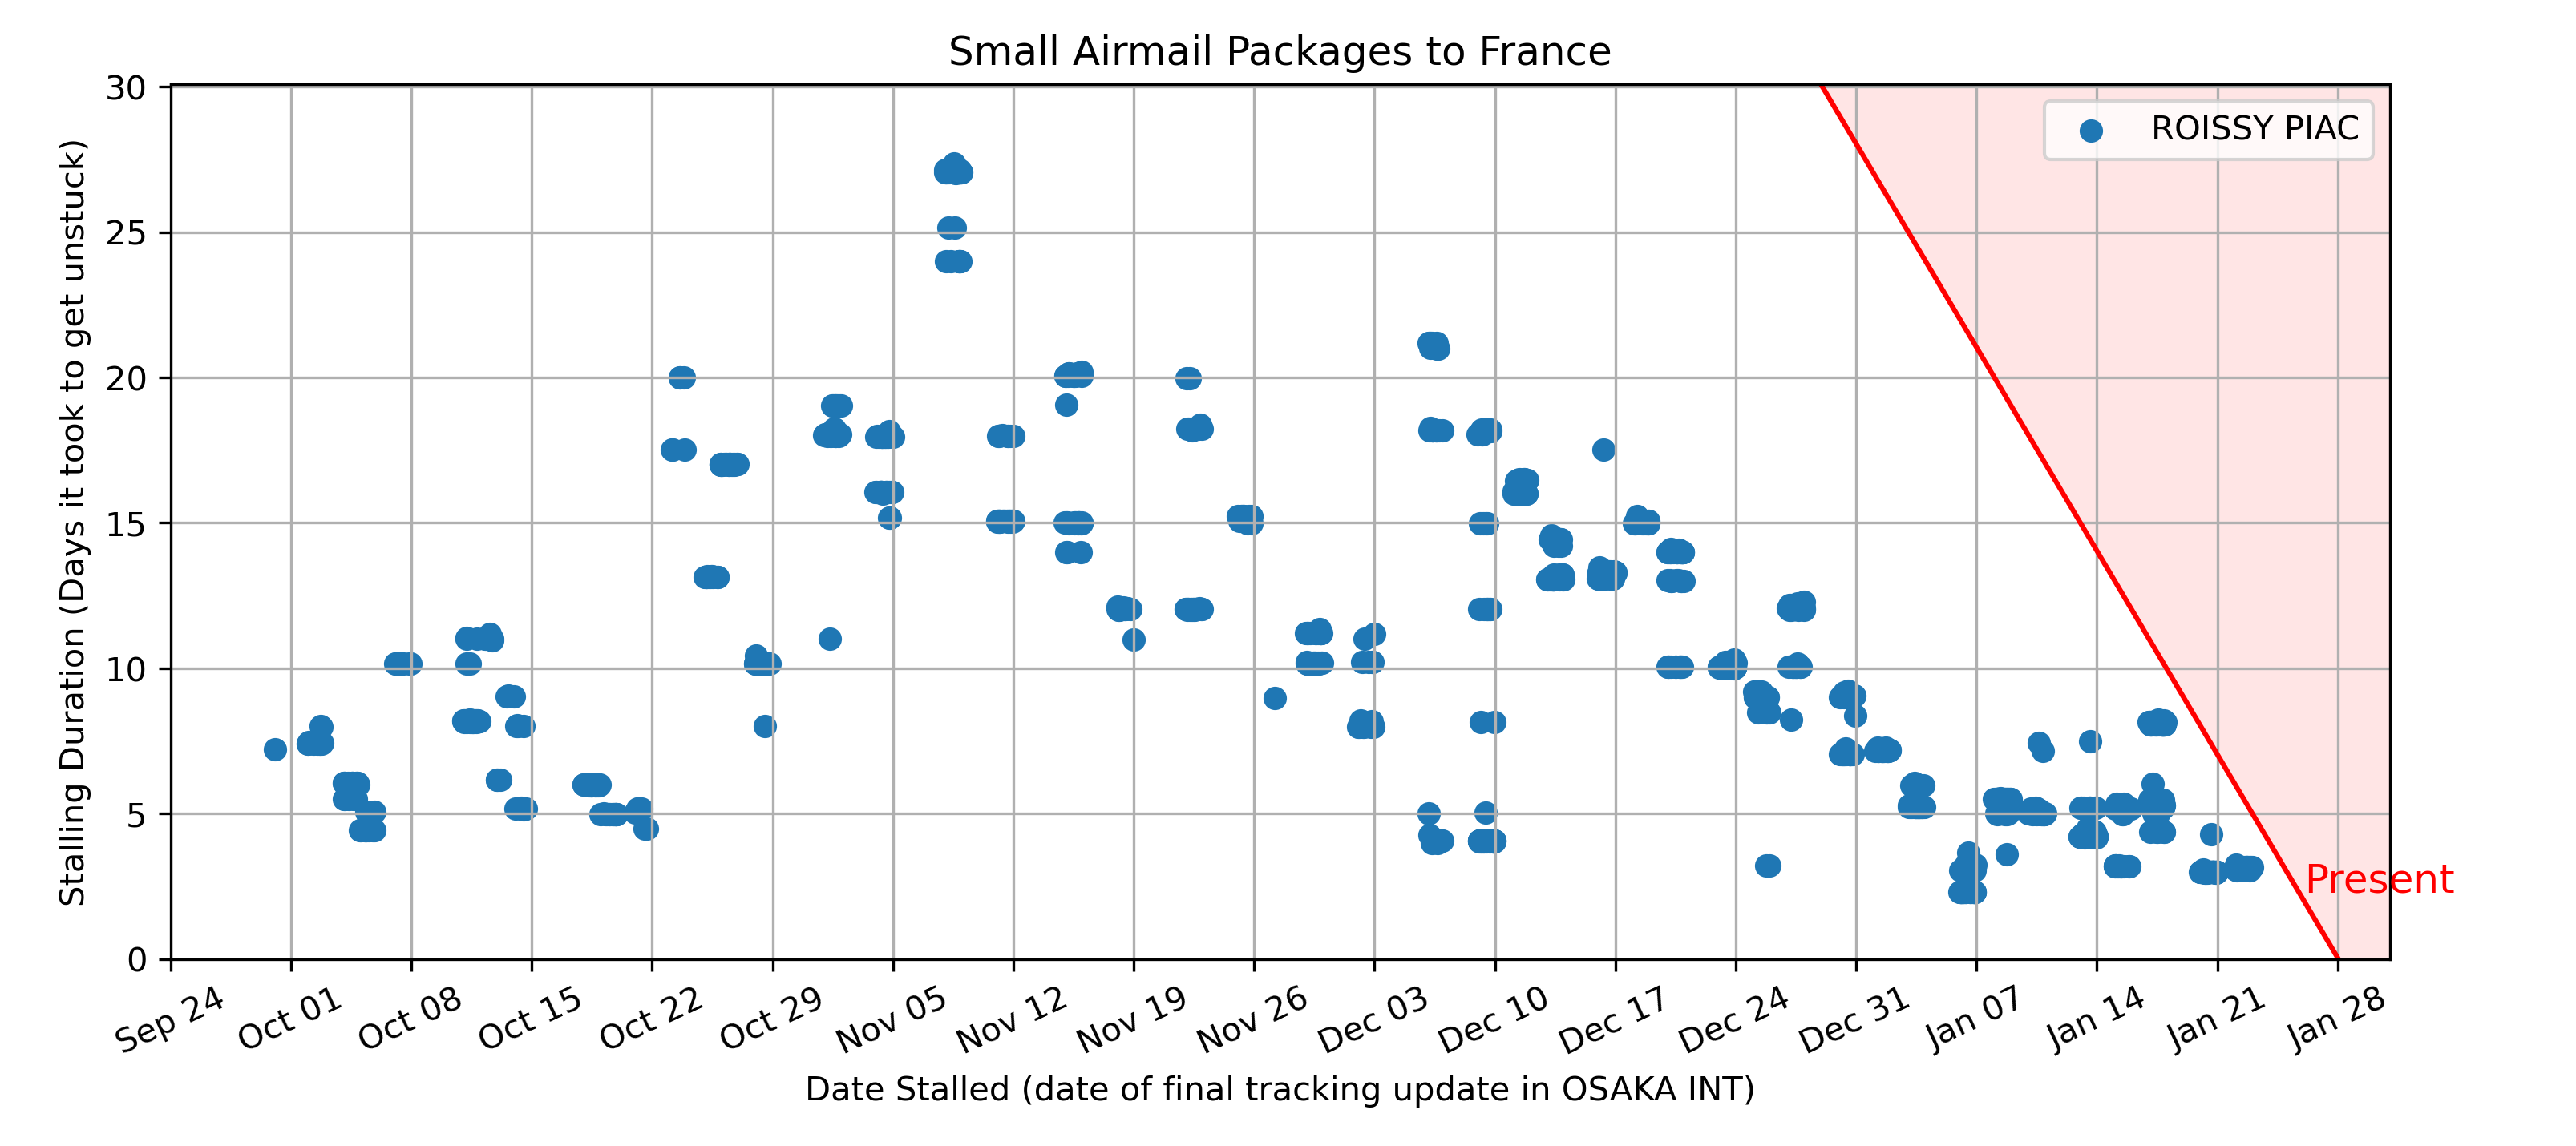 Small Airmail Packages to France
Stalling Duration (Days it took to get unstuck)
30
25
20
15
10
5
0
ROISSY PIAC
Present
Sep 24
Oct 01
Oct 08
Oct 15
Oct 22
Oct 29
Nov 05
Nov 12
Nov 19
Nov 26
Dec 03
Dec 10
Dec 17
Dec 24
Dec 31
Jan 07
Jan 14
Jan 21
Jan 28
Date Stalled (date of final tracking update in OSAKA INT)